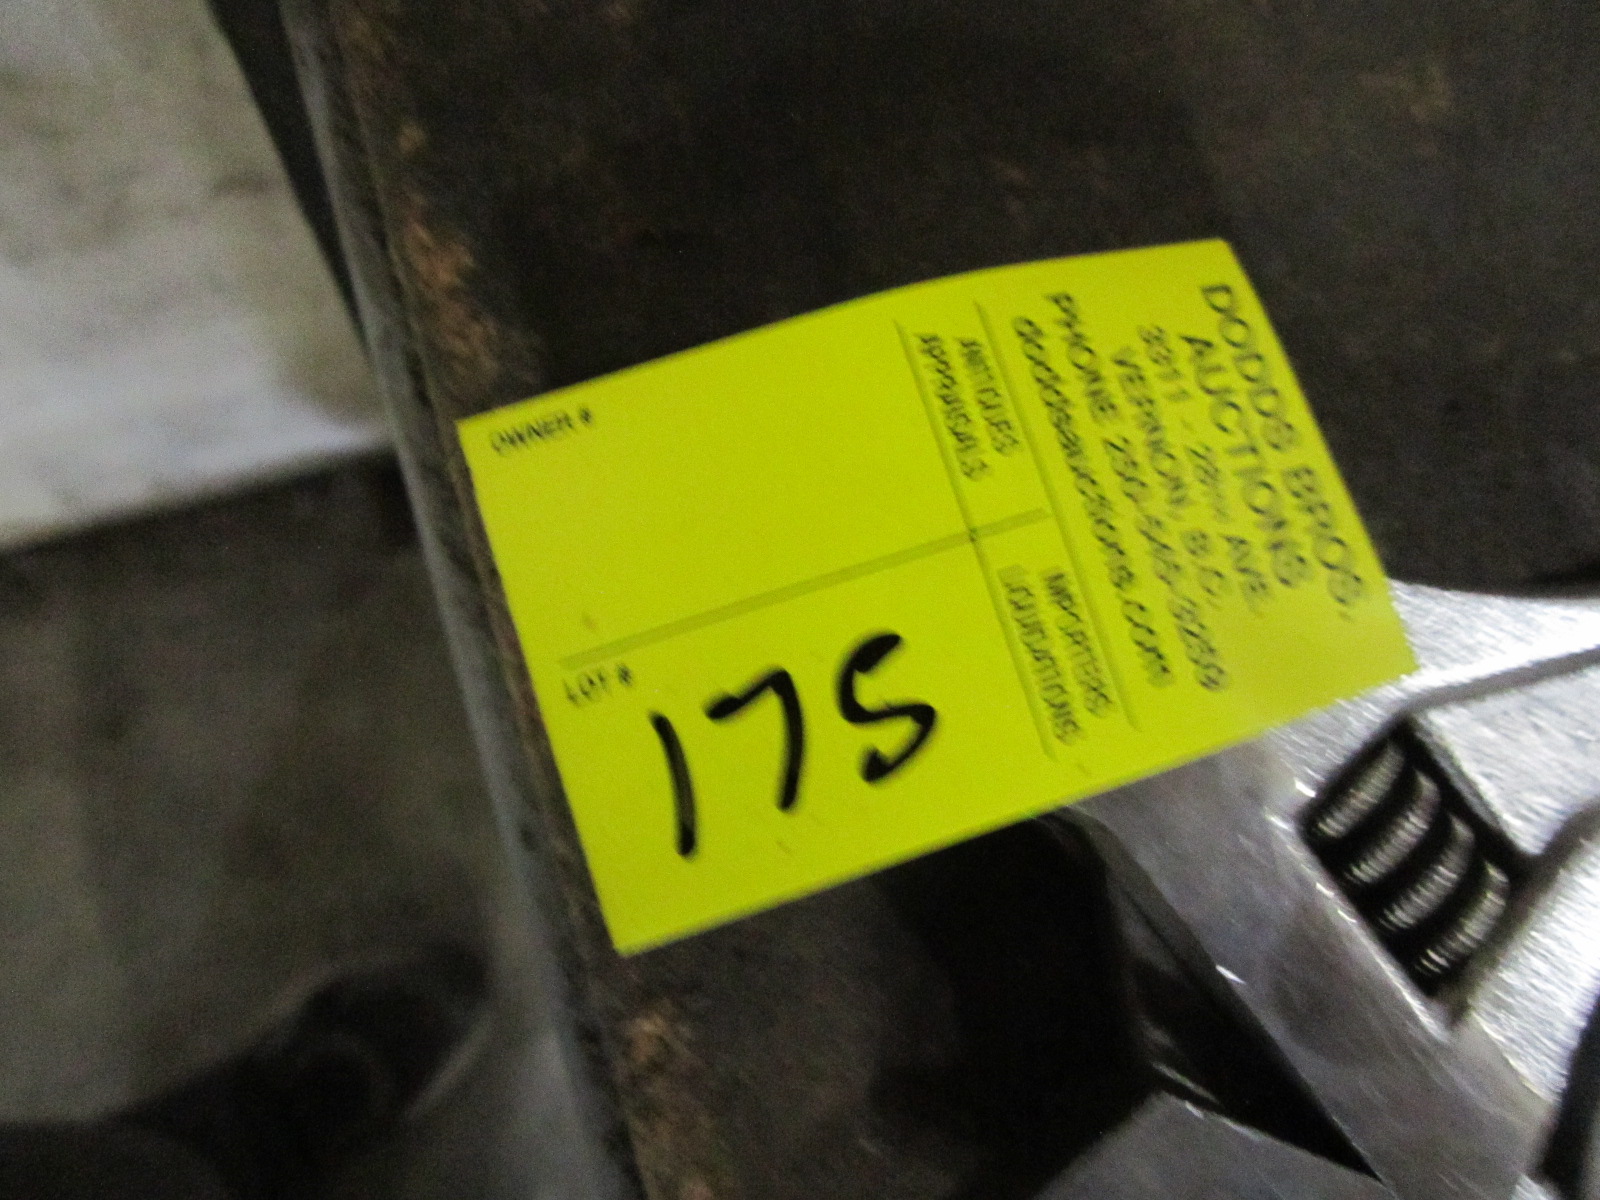 DODDS BROS,
AUCTIONS
3311 - 28TH AVE.
VERNON, B.C.
PHONE 250-545-3259
doddsauctions.com
ANTIQUES
APPRAISALS
IMPORTERS
LIQUIDATIONS
OWNER #
LOT #
175